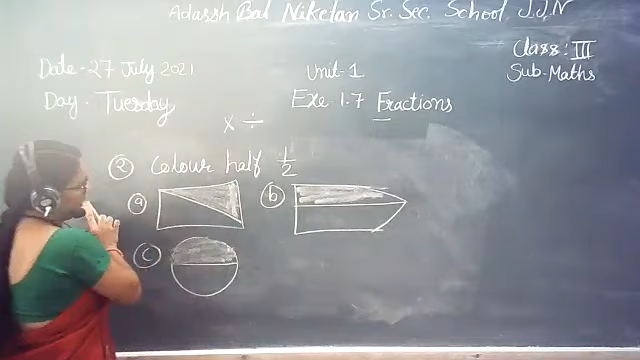 Adarsh Bal Niketan Sr. Sec. School, JJN
Class: III
Date - 27 July 2021
Unit-1
Sub-Maths
Day. Tuesday
Exe 1.7 Fractions
× ÷
② Colour half 1/2
ⓐ
ⓑ
ⓒ